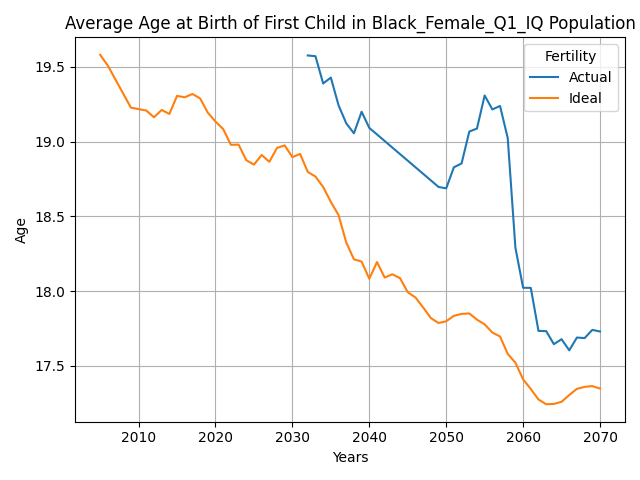 Average Age at Birth of First Child in Black_Female_Q1_IQ Population
Fertility
Actual
Ideal
Age
19.5
19.0
18.5
18.0
17.5
2010 2020 2030 2040 2050 2060 2070
Years